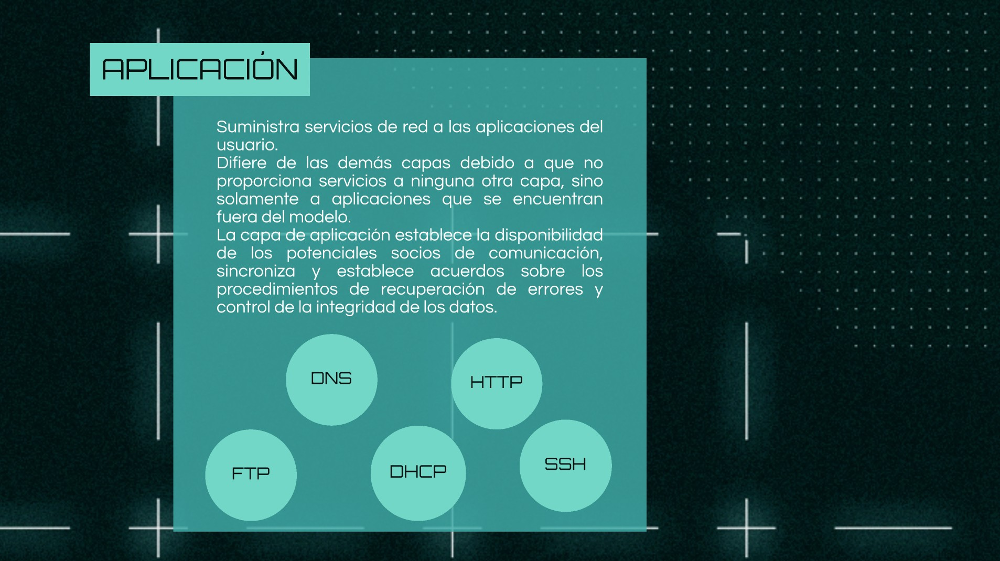 APLICACIÓN
Suministra servicios de red a las aplicaciones del
usuario.
Difiere de las demás capas debido a que no
proporciona servicios a ninguna otra capa, sino
solamente a aplicaciones que se encuentran
fuera del modelo.
La capa de aplicación establece la disponibilidad
de los potenciales socios de comunicación,
sincroniza y establece acuerdos sobre los
procedimientos de recuperación de errores y
control de la integridad de los datos.
DNS
HTTP
FTP
DHCP
SSH